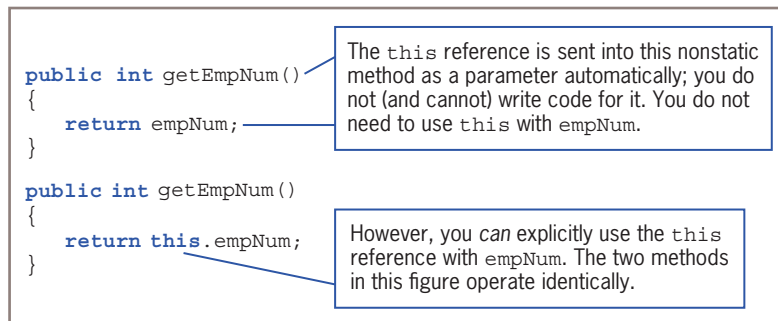 public int getEmpNum()
{
return empNum;
}
The this reference is sent into this nonstatic
method as a parameter automatically; you do
not (and cannot) write code for it. You do not
need to use this with empNum.
public int getEmpNum()
{
return this.empNum;
}
However, you can explicitly use the this
reference with empNum. The two methods
in this figure operate identically.